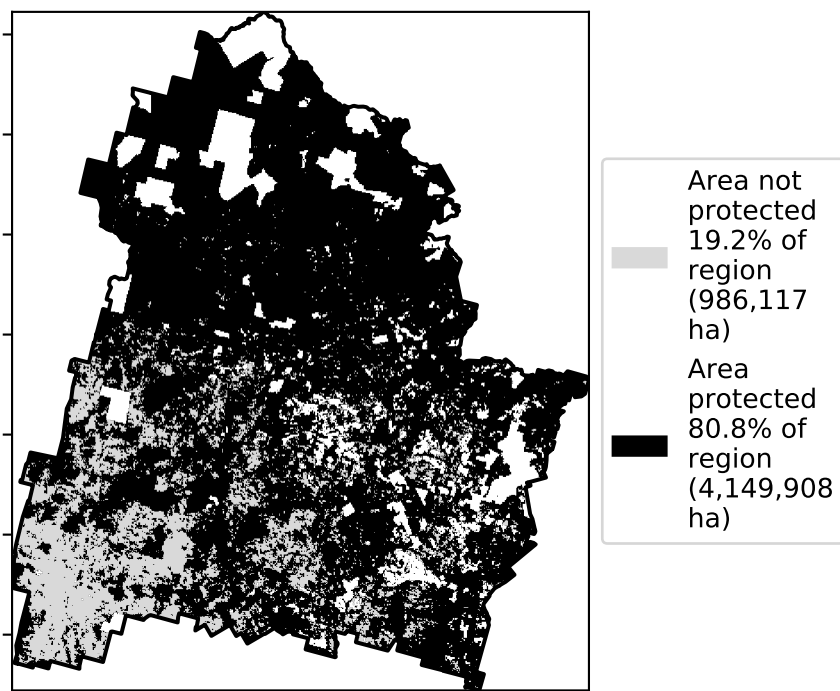 Area not
protected
19.2% of
region
(986,117
ha)
Area
protected
80.8% of
region
(4,149,908
ha)